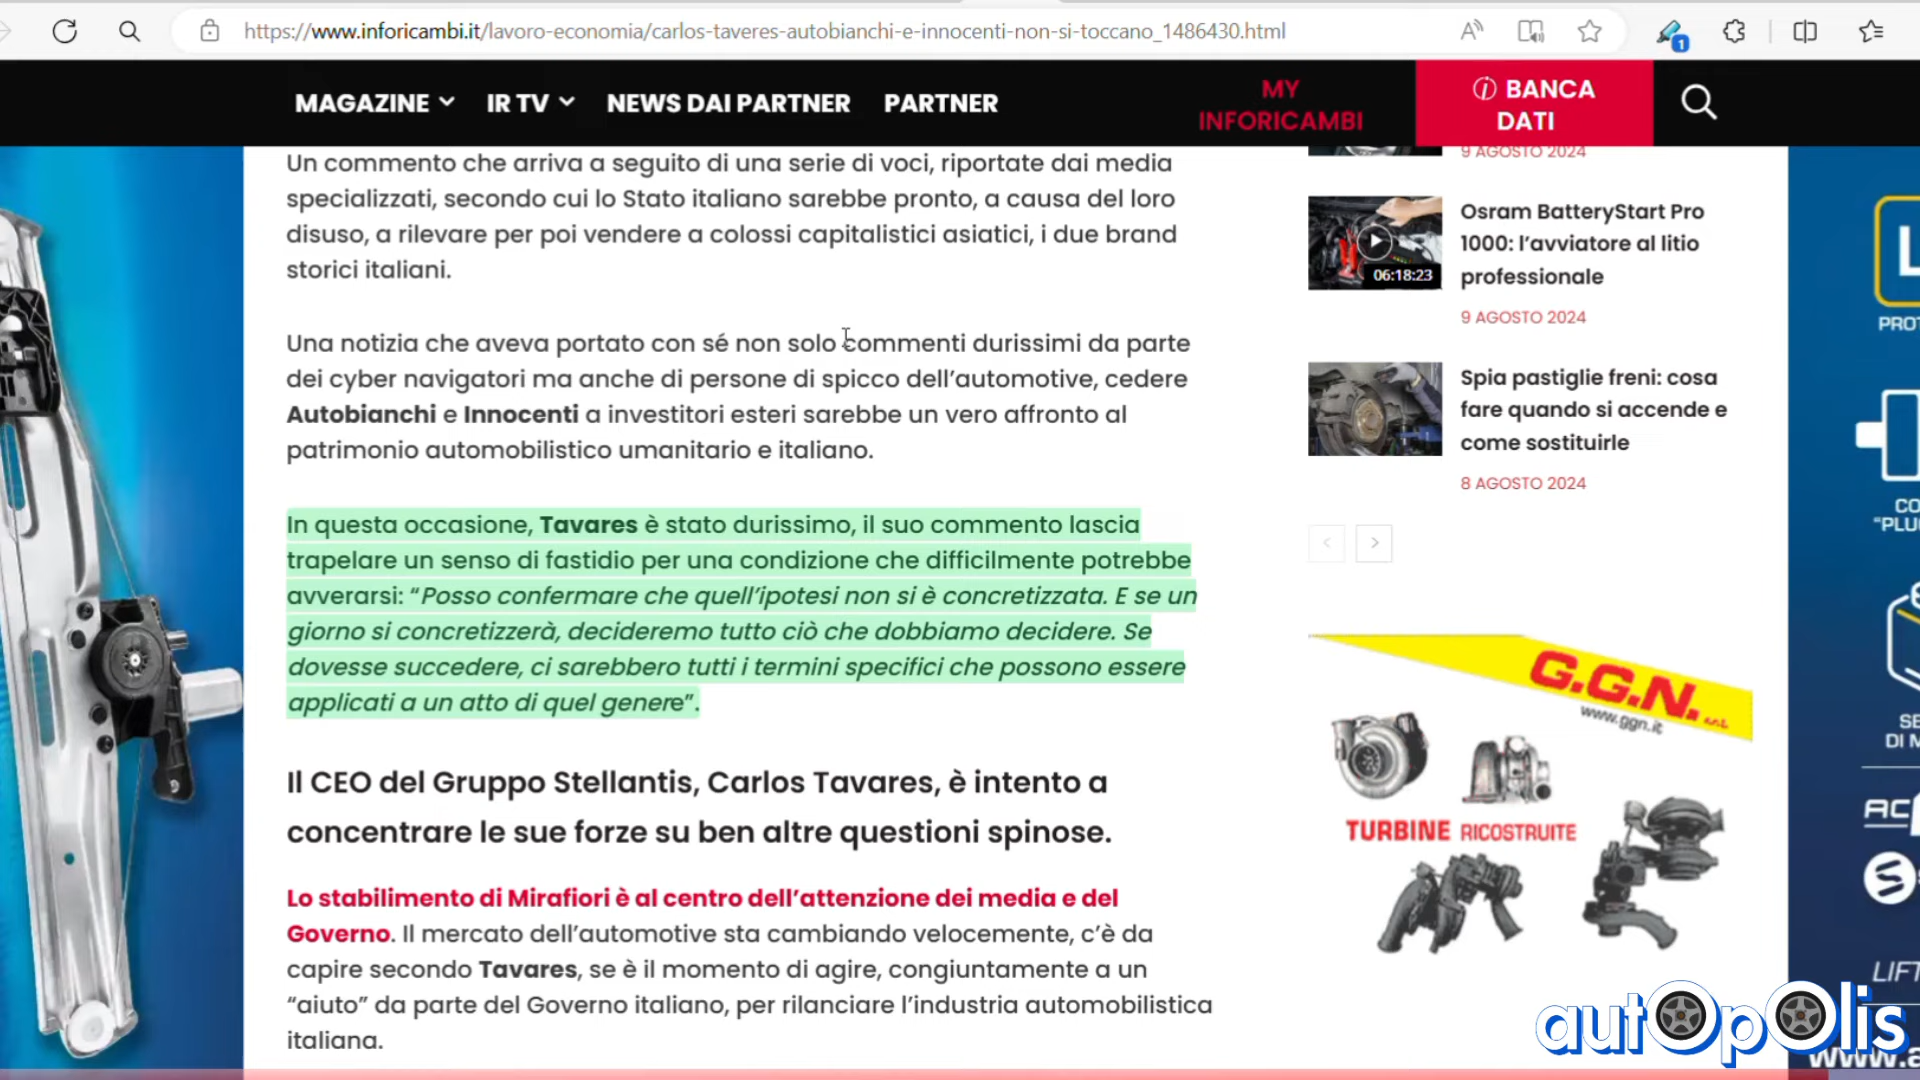 https://www.inforicambi.it/lavoro-economia/carlos-taveres-autobianchi-e-innocenti-non-si-toccano_1486430.html
1
MAGAZINE
IR TV
NEWS DAI PARTNER
PARTNER
MY
INFORICAMBI
BANCA
DATI
Un commento che arriva a seguito di una serie di voci, riportate dai media
specializzati, secondo cui lo Stato italiano sarebbe pronto, a causa del loro
disuso, a rilevare per poi vendere a colossi capitalistici asiatici, i due brand
storici italiani.
Una notizia che aveva portato con sé non solo commenti durissimi da parte
dei cyber navigatori ma anche di persone di spicco dell’automotive, cedere
Autobianchi e Innocenti a investitori esteri sarebbe un vero affronto al
patrimonio automobilistico umanitario e italiano.
In questa occasione, Tavares è stato durissimo, il suo commento lascia
trapelare un senso di fastidio per una condizione che difficilmente potrebbe
avverarsi: “Posso confermare che quell’ipotesi non si è concretizzata. E se un
giorno si concretizzerà, decideremo tutto ciò che dobbiamo decidere. Se
dovesse succedere, ci sarebbero tutti i termini specifici che possono essere
applicati a un atto di quel genere”.
Il CEO del Gruppo Stellantis, Carlos Tavares, è intento a
concentrare le sue forze su ben altre questioni spinose.
Lo stabilimento di Mirafiori è al centro dell’attenzione dei media e del
Governo. Il mercato dell’automotive sta cambiando velocemente, c’è da
capire secondo Tavares, se è il momento di agire, congiuntamente a un
“aiuto” da parte del Governo italiano, per rilanciare l’industria automobilistica
italiana.
9 AGOSTO 2024
06:18:23
Osram BatteryStart Pro
1000: l’avviatore al litio
professionale
9 AGOSTO 2024
Spia pastiglie freni: cosa
fare quando si accende e
come sostituirle
8 AGOSTO 2024
G.G.N. s.r.l.
www.ggn.it
TURBINE RICOSTRUITE
L
PROT
CO
“PLU
SE
DI M
AC
S
LIFT
autOpOlis
www.a